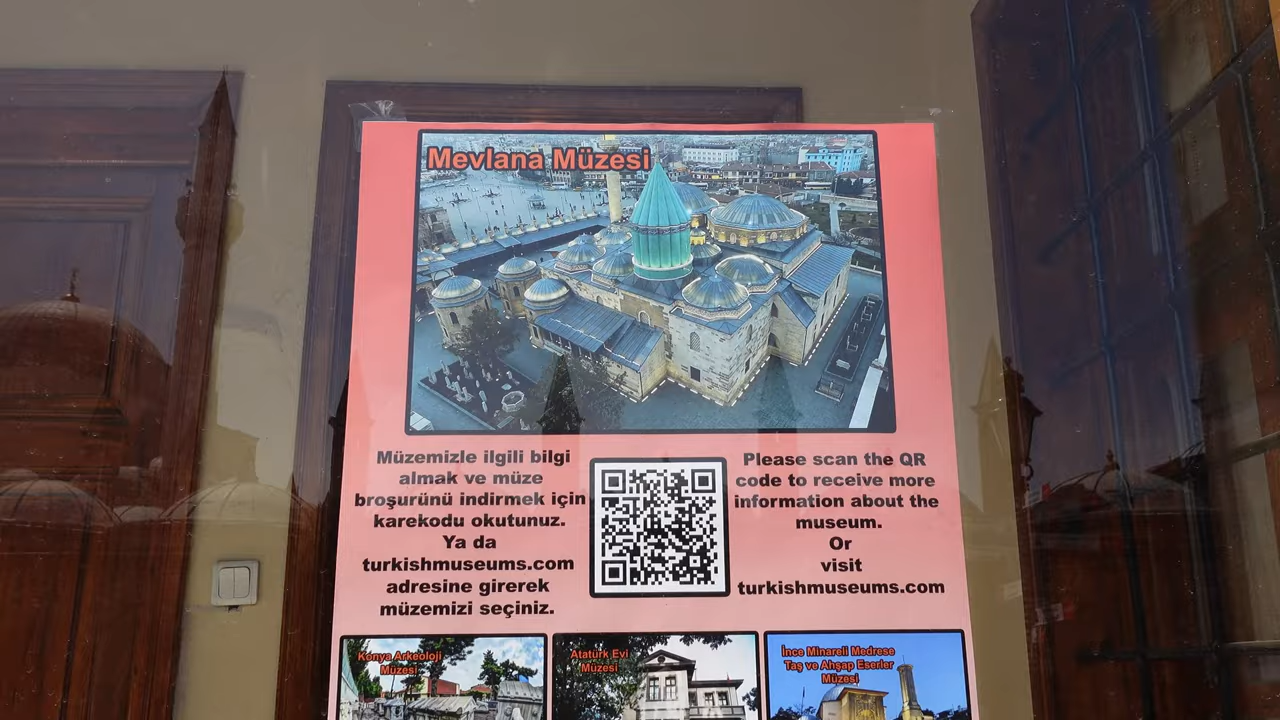 Mevlana Müzesi
Müzemizle ilgili bilgi
almak ve müze
broşurünü indirmek için
karekodu okutunuz.
Ya da
turkishmuseums.com
adresine girerek
müzemizi seçiniz.
Please scan the QR
code to receive more
information about the
museum.
Or
visit
turkishmuseums.com
Konya Arkeoloji
Müzesi
Atatürk Evi
Müzesi
İnce Minareli Medrese
Taş ve Ahşap Eserler
Müzesi